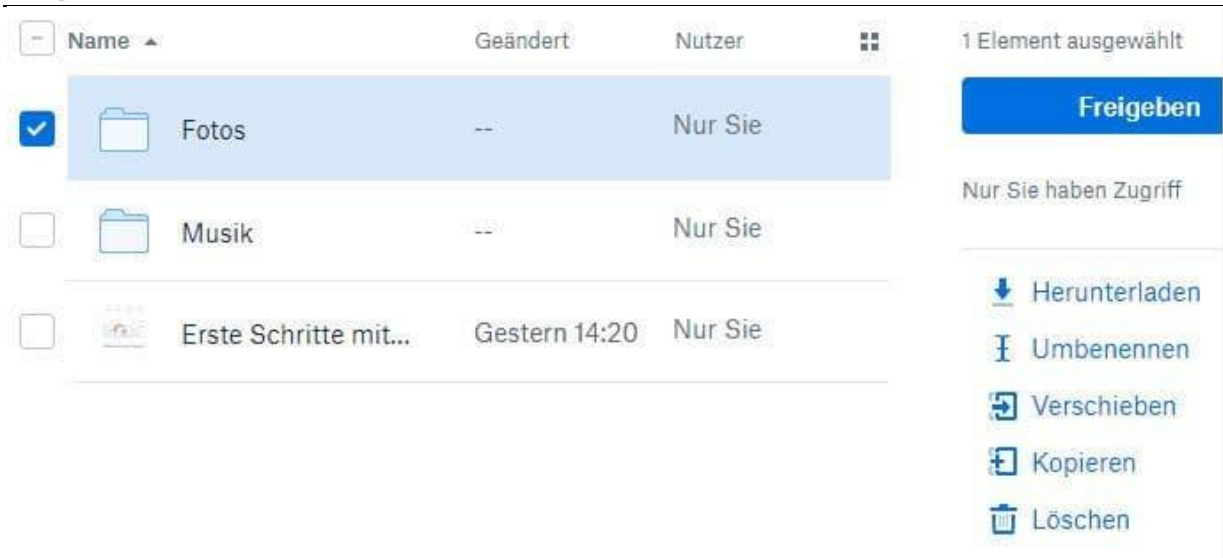 Name Geändert Nutzer
Fotos -- Nur Sie
Musik -- Nur Sie
Erste Schritte mit... Gestern 14:20 Nur Sie
1 Element ausgewählt
Freigeben
Nur Sie haben Zugriff
Herunterladen
Umbenennen
Verschieben
Kopieren
Löschen